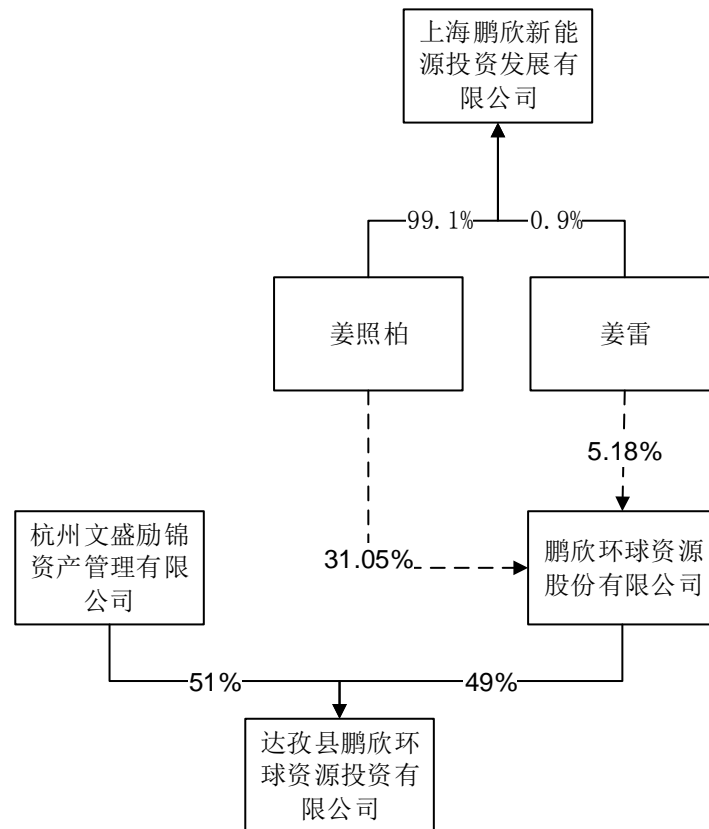 上海鹏欣新能
源投资发展有
限公司
99.1%
0.9%
姜照柏
姜雷
5.18%
杭州文盛励锦
资产管理有限
公司
31.05%
鹏欣环球资源
股份有限公司
51%
49%
达孜县鹏欣环
球资源投资有
限公司